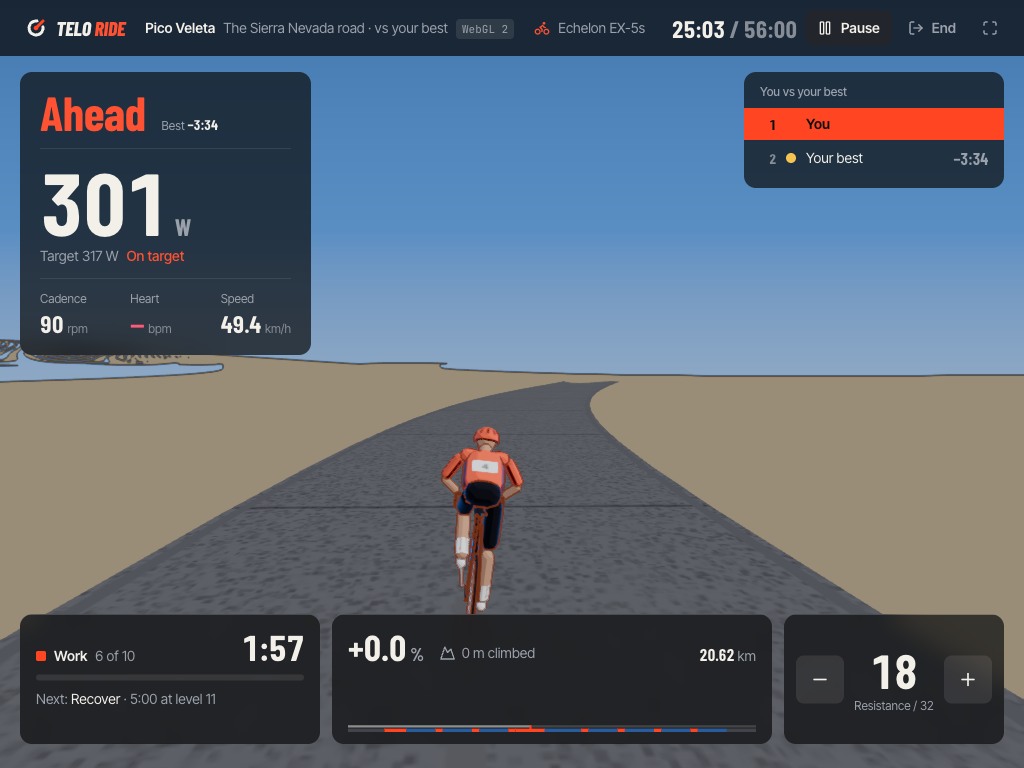 TELO RIDE Pico Veleta The Sierra Nevada road · vs your best WebGL 2 Echelon EX-5s 25:03 / 56:00 Pause End
Ahead Best −3:34
301 W
Target 317 W On target
Cadence Heart Speed
90 rpm — bpm 49.4 km/h
You vs your best
1 You
2 Your best −3:34
Work 6 of 10 1:57
Next: Recover · 5:00 at level 11
+0.0 % 0 m climbed 20.62 km
− 18 +
Resistance / 32